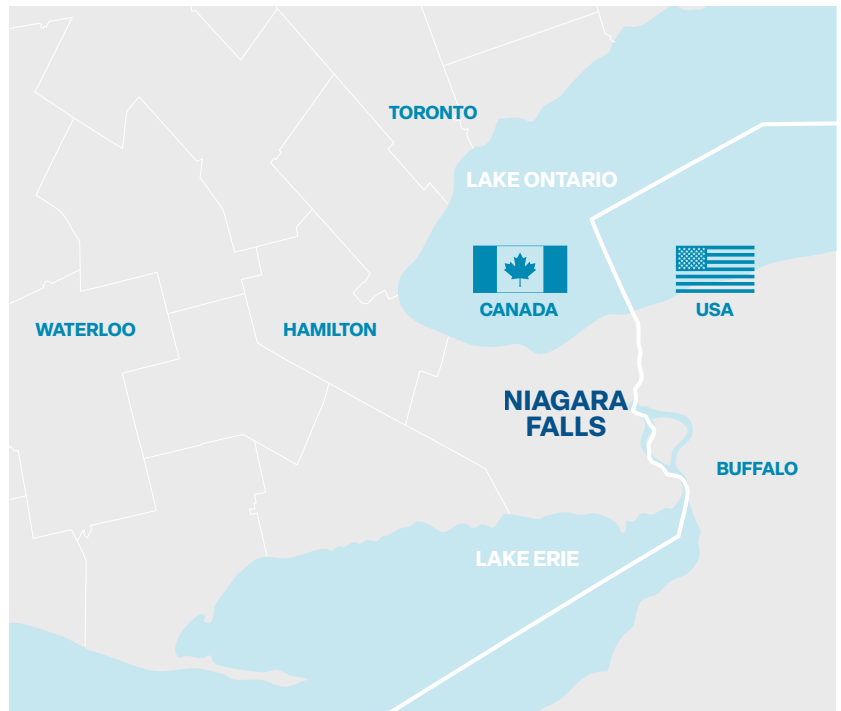 TORONTO
LAKE ONTARIO
CANADA
USA
WATERLOO
HAMILTON
NIAGARA
FALLS
BUFFALO
LAKE ERIE